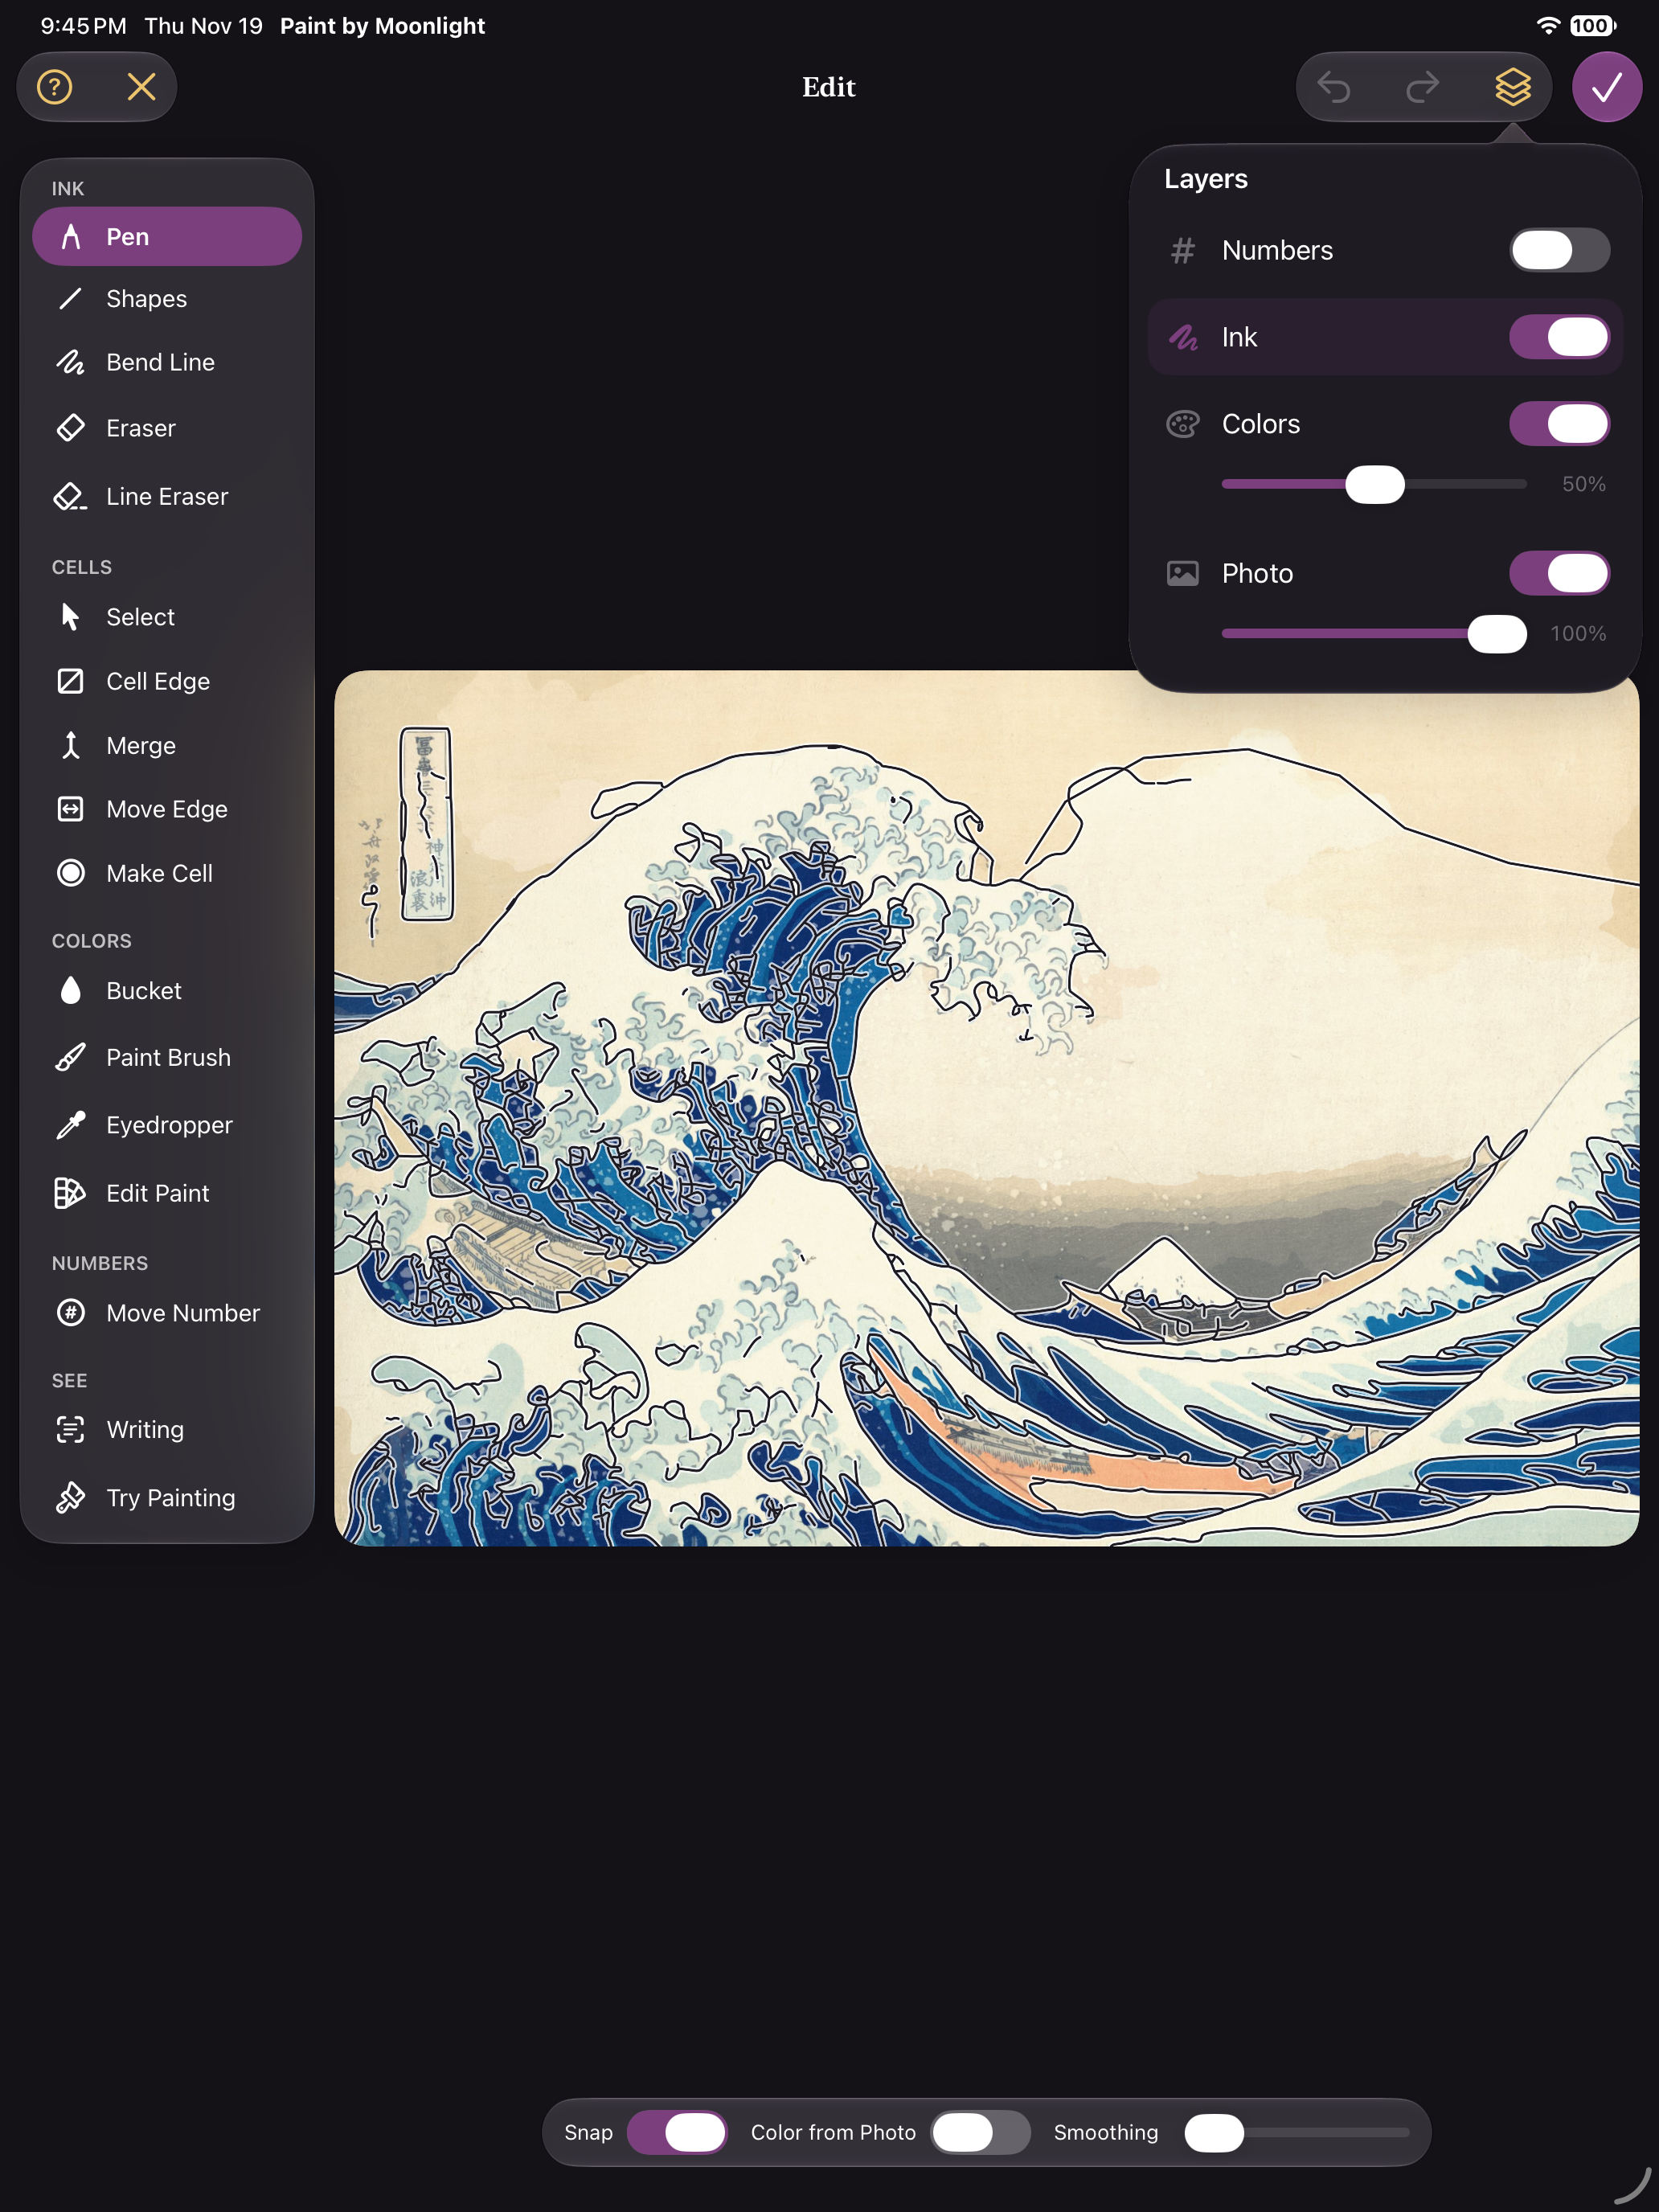 9:45 PM Thu Nov 19 Paint by Moonlight
100
Edit
INK
Pen
Shapes
Bend Line
Eraser
Line Eraser
CELLS
Select
Cell Edge
Merge
Move Edge
Make Cell
COLORS
Bucket
Paint Brush
Eyedropper
Edit Paint
NUMBERS
Move Number
SEE
Writing
Try Painting
Layers
Numbers
Ink
Colors
50%
Photo
100%
Snap
Color from Photo
Smoothing